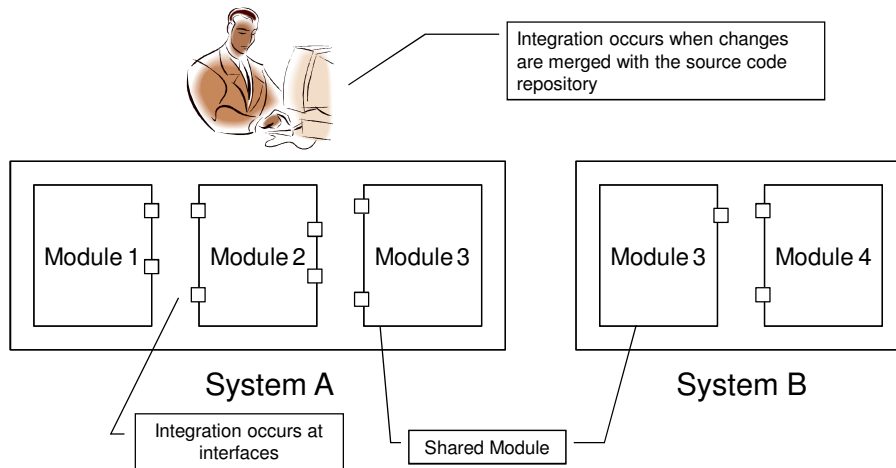 Integration occurs when changes
are merged with the source code
repository
Module 1
Module 2
Module 3
Module 3
Module 4
System A
System B
Integration occurs at
interfaces
Shared Module